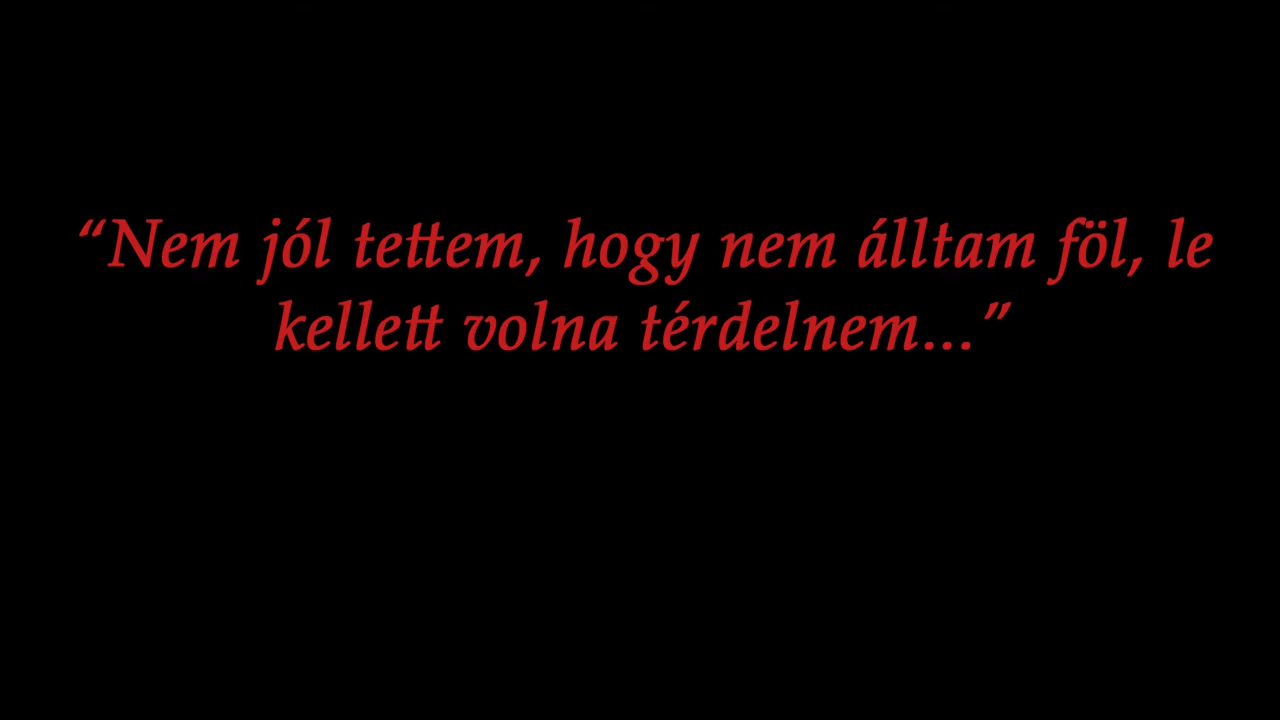 “Nem jól tettem, hogy nem álltam föl, le
kellett volna térdelnem...”